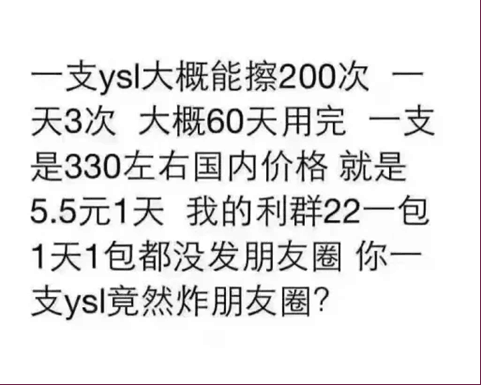 一支ysl大概能擦200次 一
天3次 大概60天用完 一支
是330左右国内价格 就是
5.5元1天 我的利群22一包
1天1包都没发朋友圈 你一
支ysl竟然炸朋友圈?